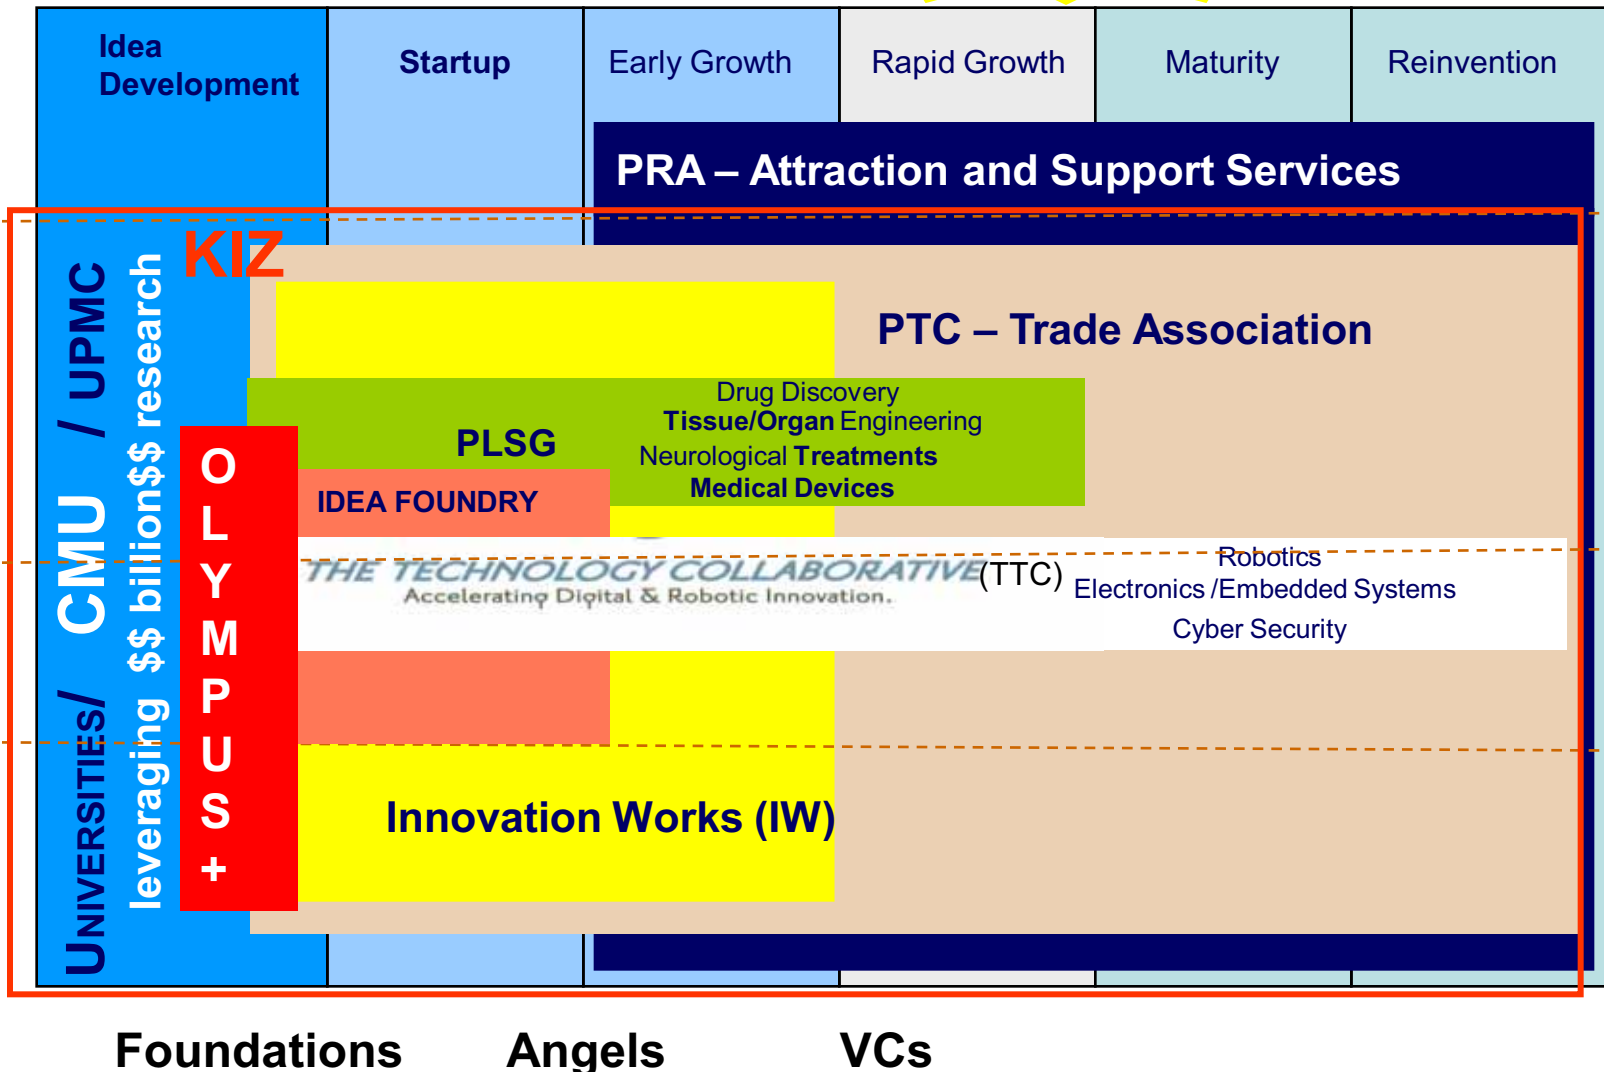 Idea
Development
Startup
Early Growth
Rapid Growth
Maturity
Reinvention
PRA – Attraction and Support Services
KIZ
UNIVERSITIES/ CMU / UPMC
leveraging $$ billion$$ research
PTC – Trade Association
Drug Discovery
Tissue/Organ Engineering
PLSG
Neurological Treatments
Medical Devices
OLYMPUS+
IDEA FOUNDRY
THE TECHNOLOGY COLLABORATIVE (TTC)
Accelerating Digital & Robotic Innovation.
Robotics
Electronics /Embedded Systems
Cyber Security
Innovation Works (IW)
Foundations
Angels
VCs